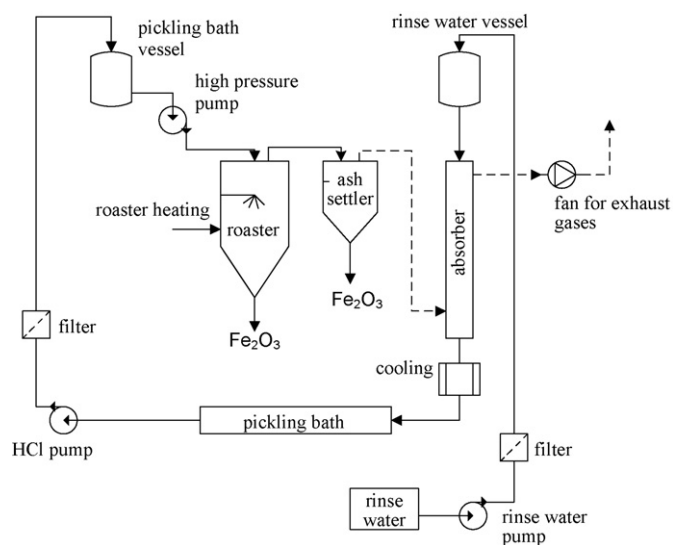 pickling bath
vessel
rinse water vessel
high pressure
pump
roaster heating
roaster
ash
settler
absorber
fan for exhaust
gases
Fe₂O₃
Fe₂O₃
filter
cooling
pickling bath
HCl pump
filter
rinse
water
rinse water
pump